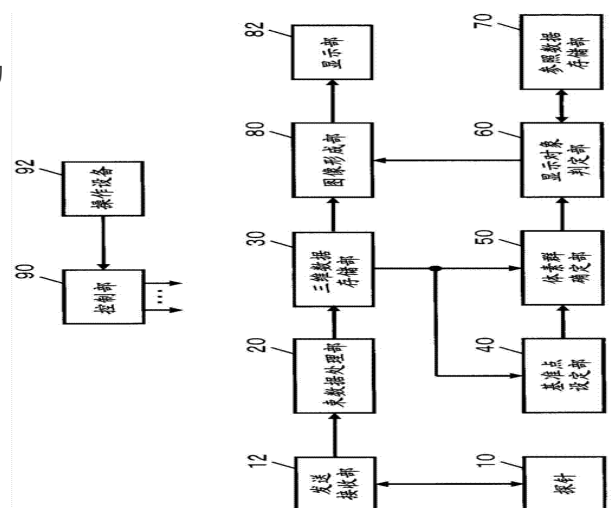 92
操作设备
90
控制部
82
显示部
80
图像形成部
30
三维数据
存储部
20
束数据处理部
12
发送
接收部
70
参照数据
存储部
60
显示对象
判定部
50
体素群
确定部
40
基准点
设定部
10
探针